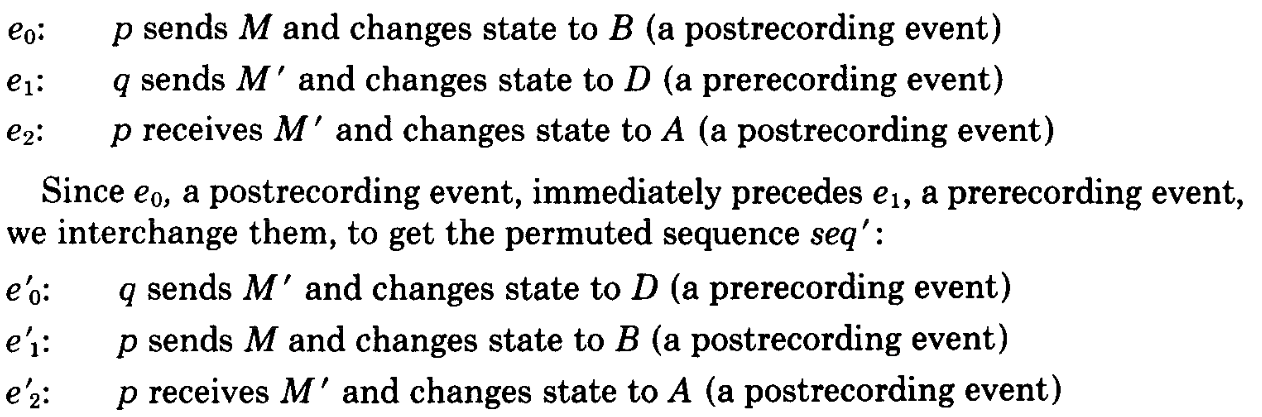 e₀: p sends M and changes state to B (a postrecording event)
e₁: q sends M′ and changes state to D (a prerecording event)
e₂: p receives M′ and changes state to A (a postrecording event)
Since e₀, a postrecording event, immediately precedes e₁, a prerecording event,
we interchange them, to get the permuted sequence seq′:
e′₀: q sends M′ and changes state to D (a prerecording event)
e′₁: p sends M and changes state to B (a postrecording event)
e′₂: p receives M′ and changes state to A (a postrecording event)